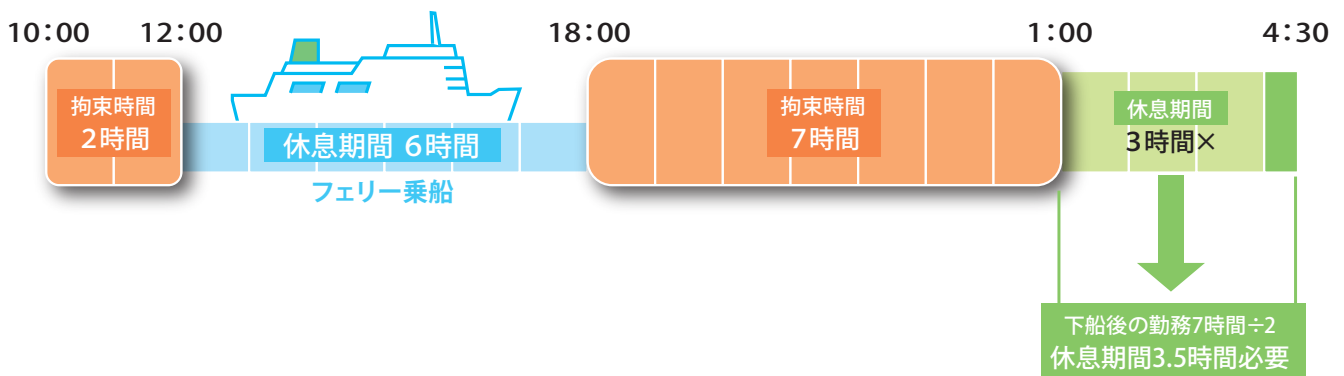 10：00
12：00
18：00
1：00
4：30
拘束時間
2時間
休息期間 6時間
フェリー乗船
拘束時間
7時間
休息期間
3時間×
下船後の勤務7時間÷2
休息期間3.5時間必要